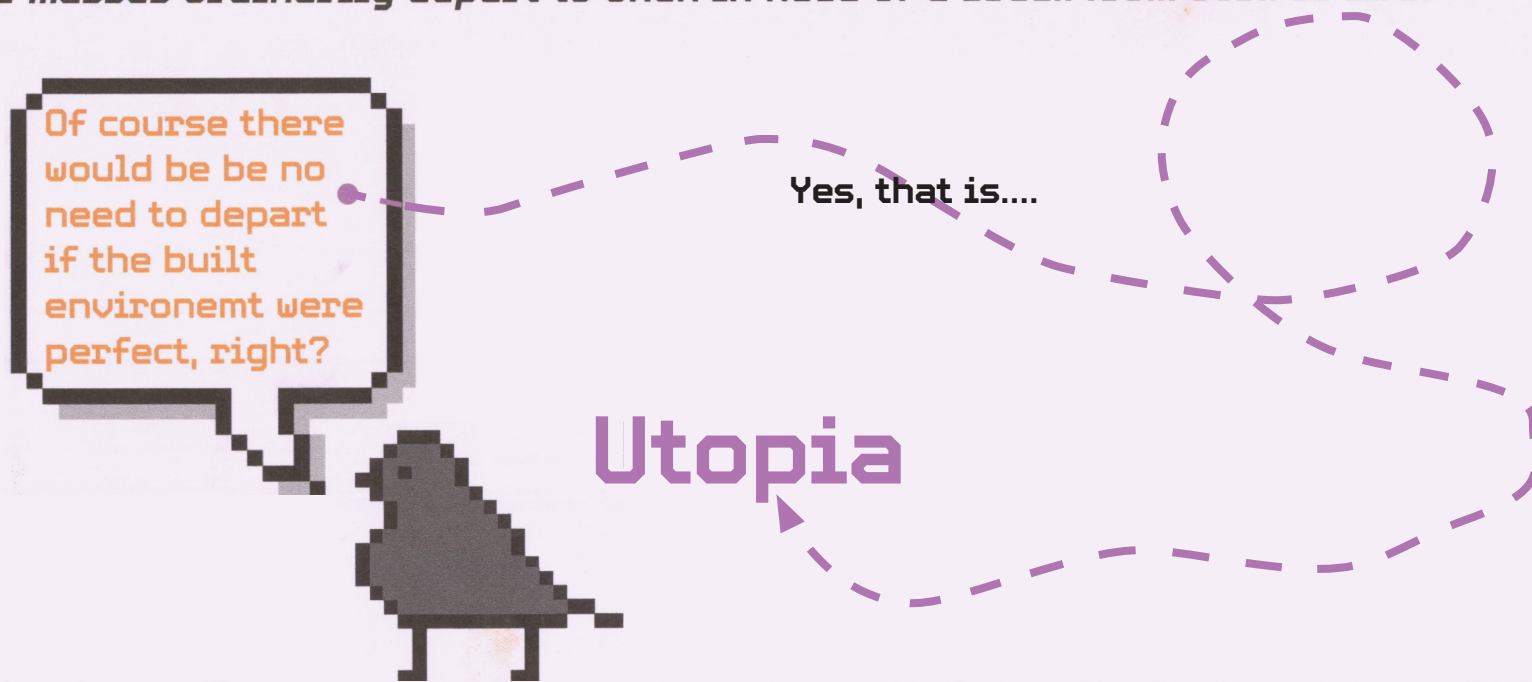 Of course there
would be be no
need to depart
if the built
environemt were
perfect, right?
Yes, that is....
Utopia